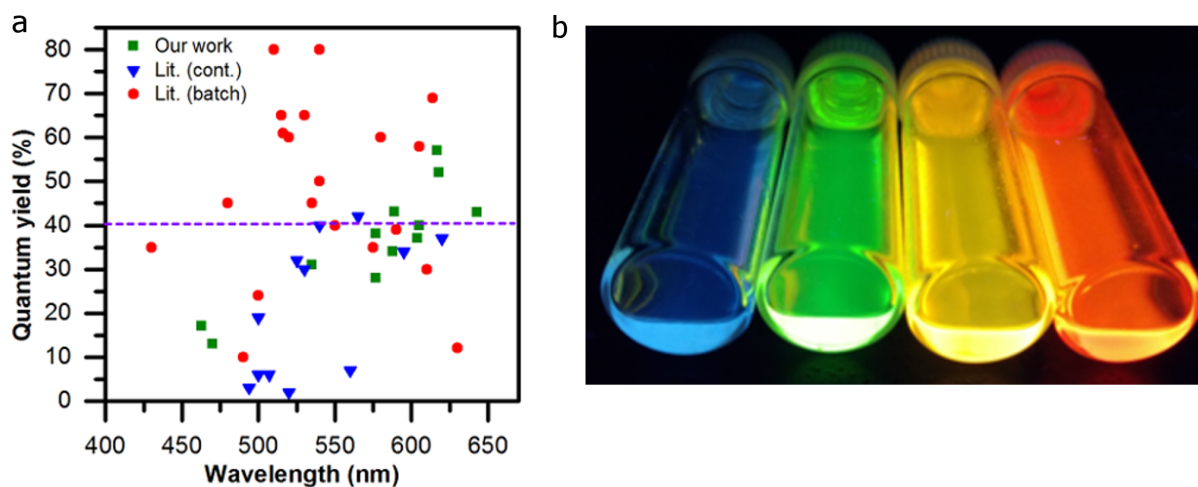 a
b
Our work
Lit. (cont.)
Lit. (batch)
Quantum yield (%)
80
70
60
50
40
30
20
10
0
400 450 500 550 600 650
Wavelength (nm)